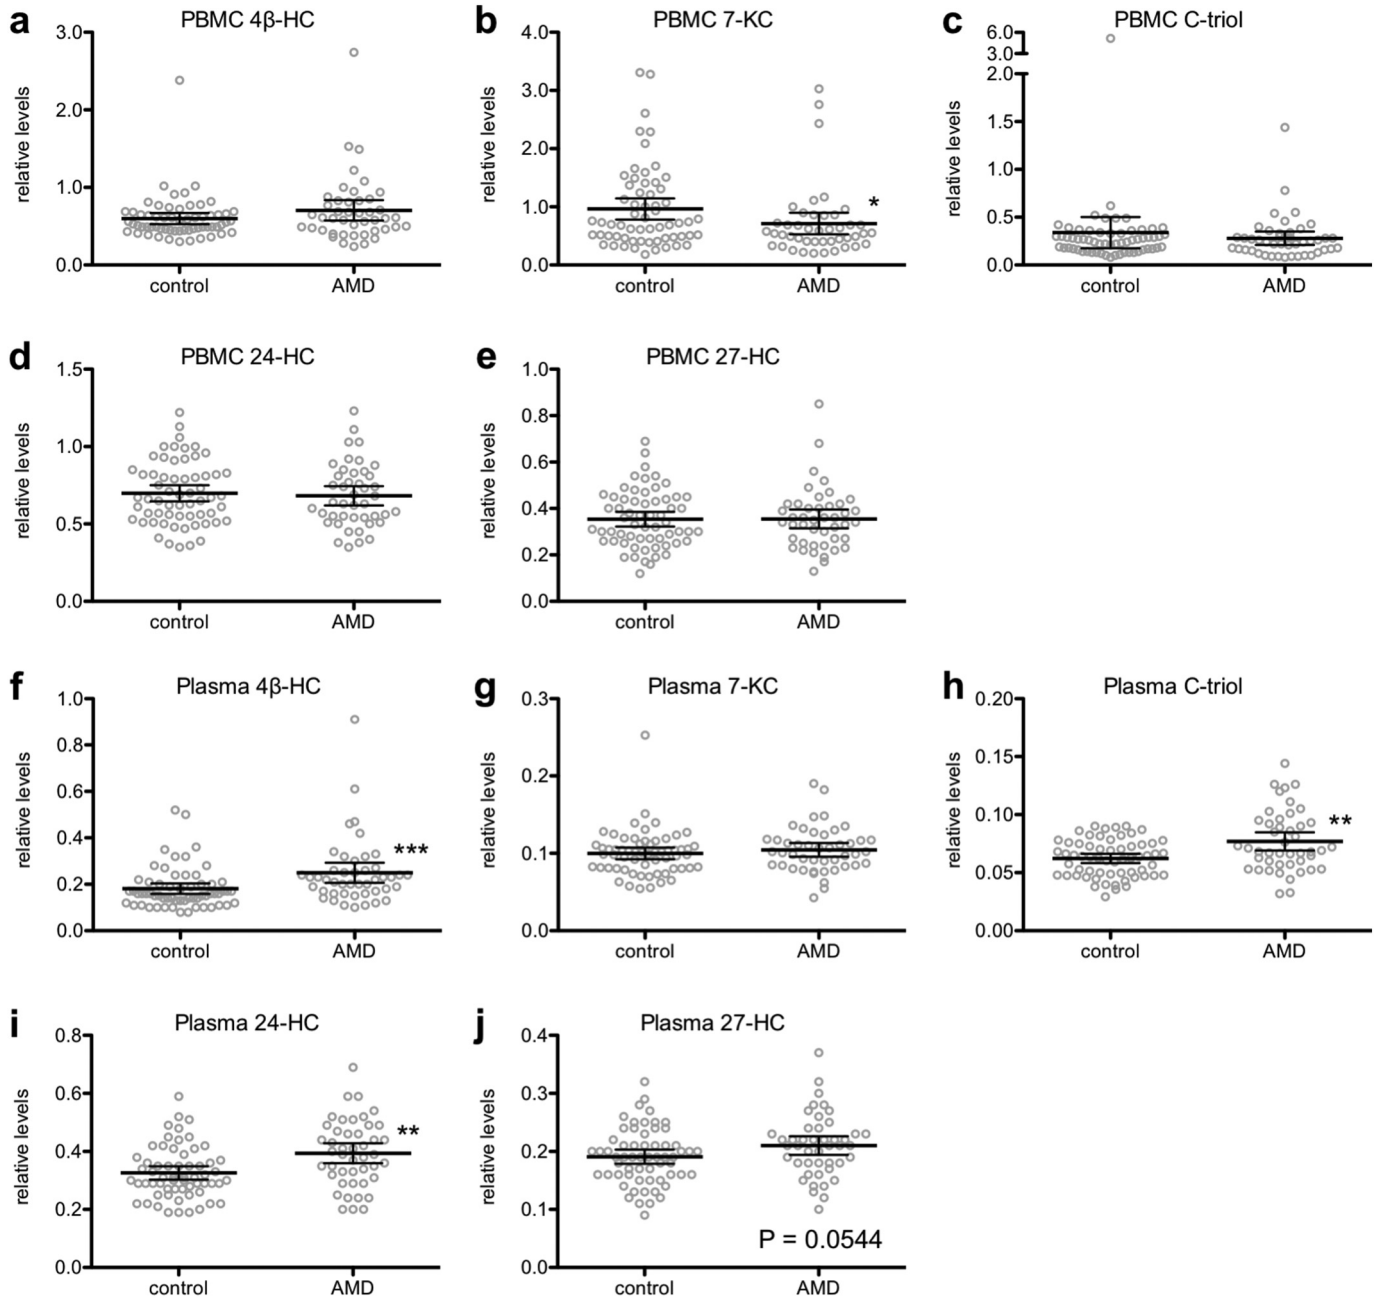 a
PBMC 4β-HC
relative levels
3.0
2.0
1.0
0.0
control
AMD
b
PBMC 7-KC
relative levels
4.0
3.0
2.0
1.0
0.0
*
control
AMD
c
PBMC C-triol
relative levels
6.0
3.0
2.0
1.5
1.0
0.5
0.0
control
AMD
d
PBMC 24-HC
relative levels
1.5
1.0
0.5
0.0
control
AMD
e
PBMC 27-HC
relative levels
1.0
0.8
0.6
0.4
0.2
0.0
control
AMD
f
Plasma 4β-HC
relative levels
1.0
0.8
0.6
0.4
0.2
0.0
***
control
AMD
g
Plasma 7-KC
relative levels
0.3
0.2
0.1
0.0
control
AMD
h
Plasma C-triol
relative levels
0.20
0.15
0.10
0.05
0.00
**
control
AMD
i
Plasma 24-HC
relative levels
0.8
0.6
0.4
0.2
0.0
**
control
AMD
j
Plasma 27-HC
relative levels
0.4
0.3
0.2
0.1
0.0
P = 0.0544
control
AMD